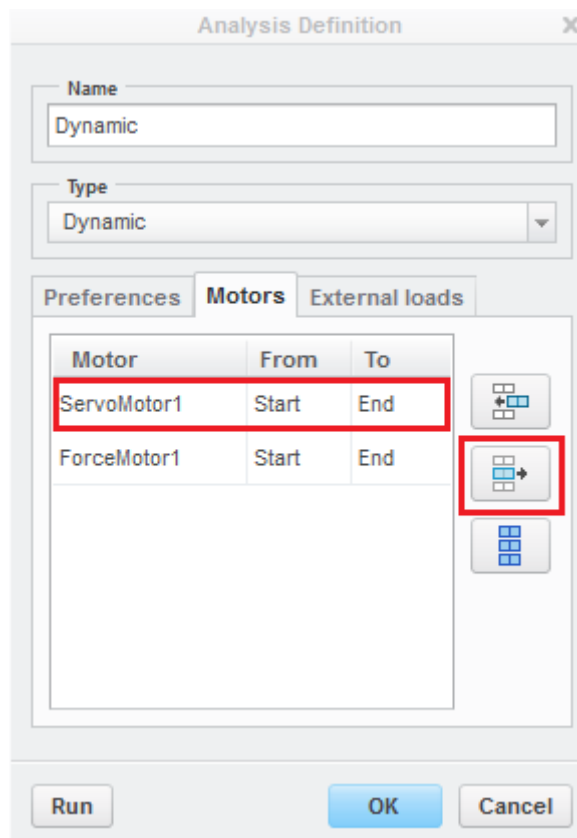 Analysis Definition
Name
Dynamic
Type
Dynamic
Preferences Motors External loads
Motor From To
ServoMotor1 Start End
ForceMotor1 Start End
Run OK Cancel